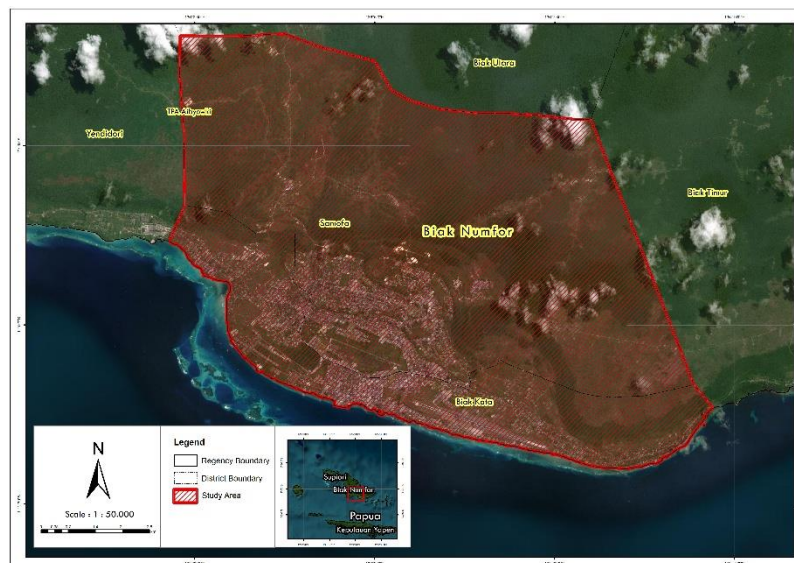 Biak Utara
TPA Aibyawki
Yendidori
Biak Timur
Samofa
Biak Numfor
Biak Kota
N
Scale : 1 : 50.000
Legend
Regency Boundary
District Boundary
Study Area
Supiori
Biak Numfor
Papua
Kepulauan Yapen